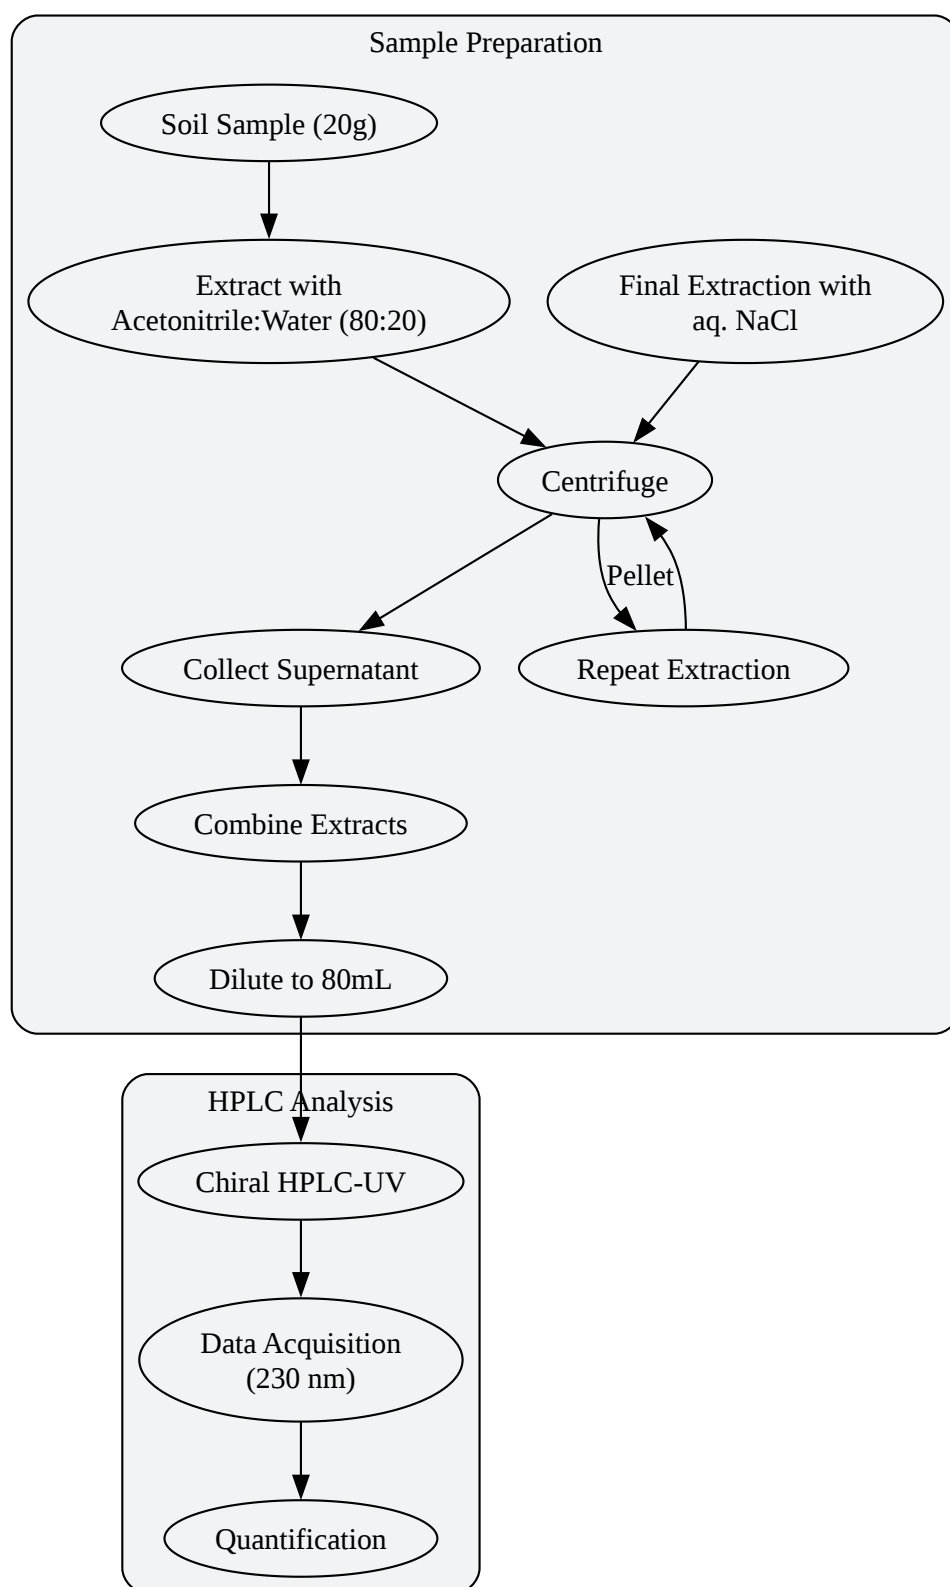 Sample Preparation
Soil Sample (20g)
Extract with
Acetonitrile:Water (80:20)
Final Extraction with
aq. NaCl
Centrifuge
Pellet
Collect Supernatant
Repeat Extraction
Combine Extracts
Dilute to 80mL
HPLC Analysis
Chiral HPLC-UV
Data Acquisition
(230 nm)
Quantification